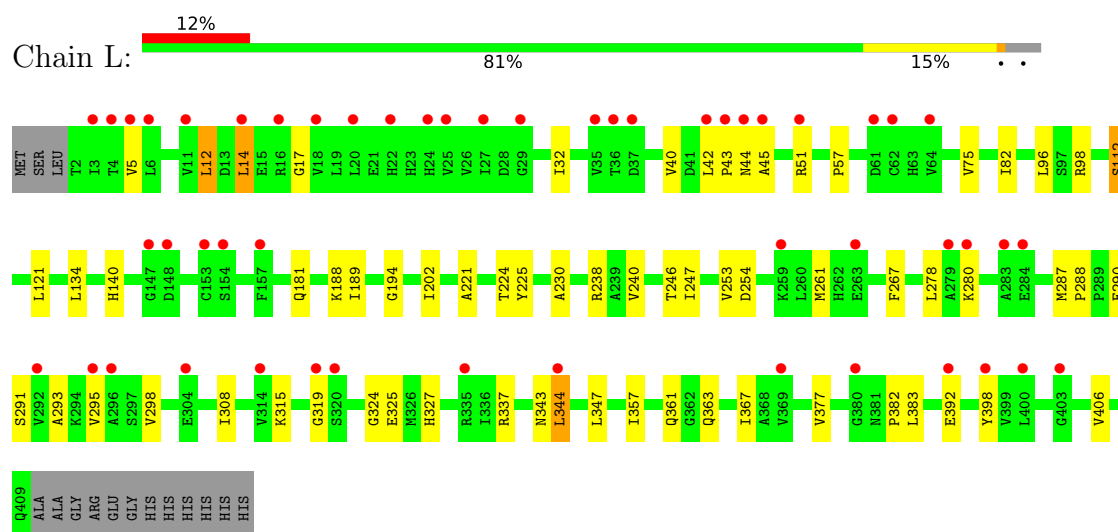 12%
Chain L:
81% 15% • •
MET SER LEU T2 I3 T4 V5 L6 V11 L12 D13 L14 E15 R16 G17 V18 L19 L20 E21 H22 H23 H24 V25 V26 I27 D28 G29 I32 V35 T36 D37 V40 D41 L42 P43 N44 A45 R51 P57 D61 C62 H63 V64 V75 I82 L96 S97 R98 S112
L121 L134 H140 G147 D148 C153 S154 F157 Q181 K188 I189 G194 I202 A221 T224 Y225 A230 R238 A239 V240 T246 I247 V253 D254 K259 L260 M261 H262 E263 F267 L278 A279 K280 A283 E284 M287 P288 P289 E290
S291 V292 A293 K294 V295 A296 S297 V298 E304 I308 V314 K315 G319 S320 G324 E325 M326 H327 R335 I336 R337 N343 L344 L347 I357 Q361 G362 Q363 I367 A368 V369 V377 G380 N381 P382 L383 E392 Y398 V399 L400 G403 V406
Q409 ALA ALA GLY ARG GLU GLY HIS HIS HIS HIS HIS HIS